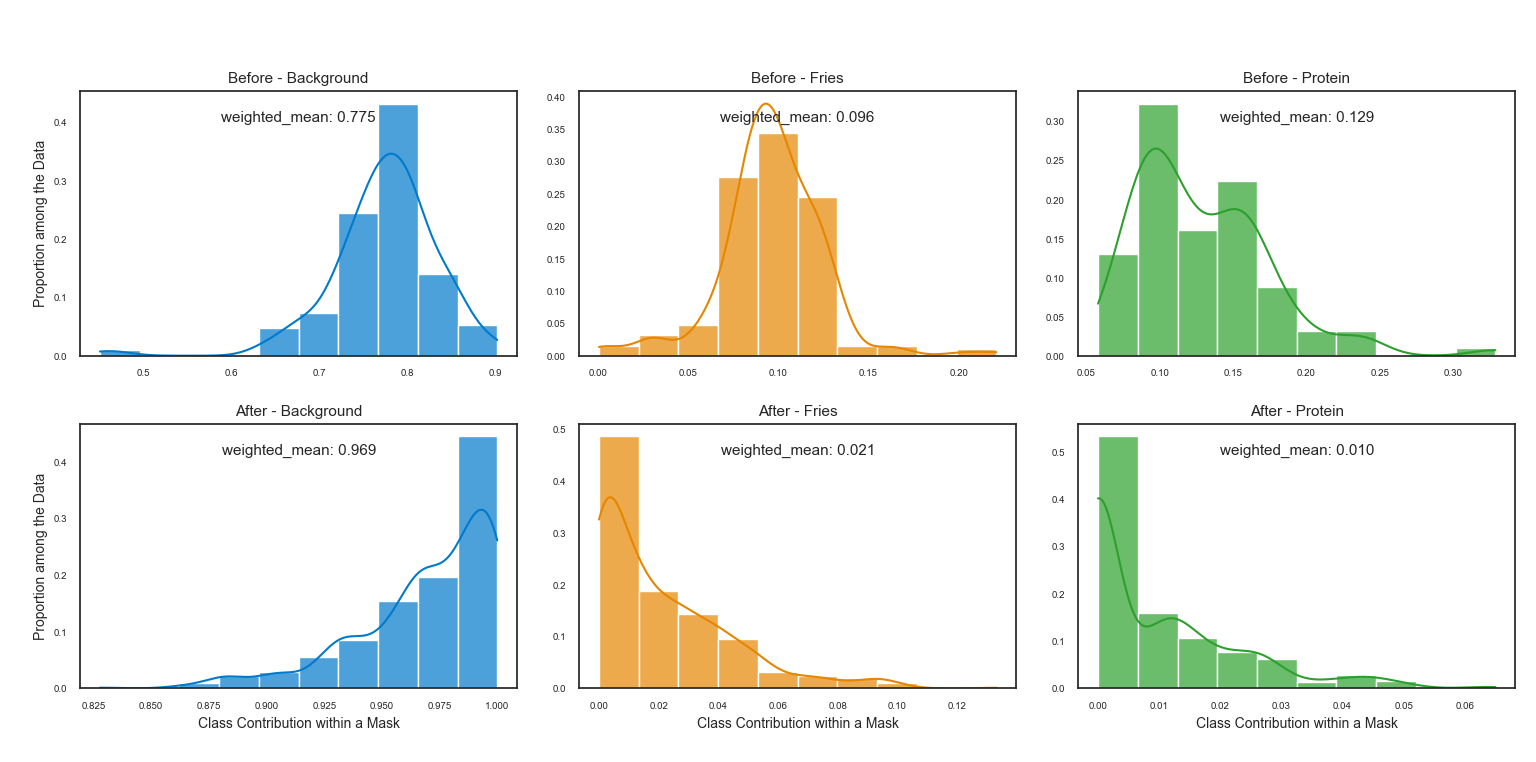 Before - Background
Before - Fries
Before - Protein
weighted_mean: 0.775
weighted_mean: 0.096
weighted_mean: 0.129
Proportion among the Data
0.4
0.3
0.2
0.1
0.0
0.5 0.6 0.7 0.8 0.9
0.40
0.35
0.30
0.25
0.20
0.15
0.10
0.05
0.00
0.00 0.05 0.10 0.15 0.20
0.30
0.25
0.20
0.15
0.10
0.05
0.00
0.05 0.10 0.15 0.20 0.25 0.30
After - Background
After - Fries
After - Protein
weighted_mean: 0.969
weighted_mean: 0.021
weighted_mean: 0.010
Proportion among the Data
0.4
0.3
0.2
0.1
0.0
0.825 0.850 0.875 0.900 0.925 0.950 0.975 1.000
Class Contribution within a Mask
0.5
0.4
0.3
0.2
0.1
0.0
0.00 0.02 0.04 0.06 0.08 0.10 0.12
Class Contribution within a Mask
0.5
0.4
0.3
0.2
0.1
0.0
0.00 0.01 0.02 0.03 0.04 0.05 0.06
Class Contribution within a Mask